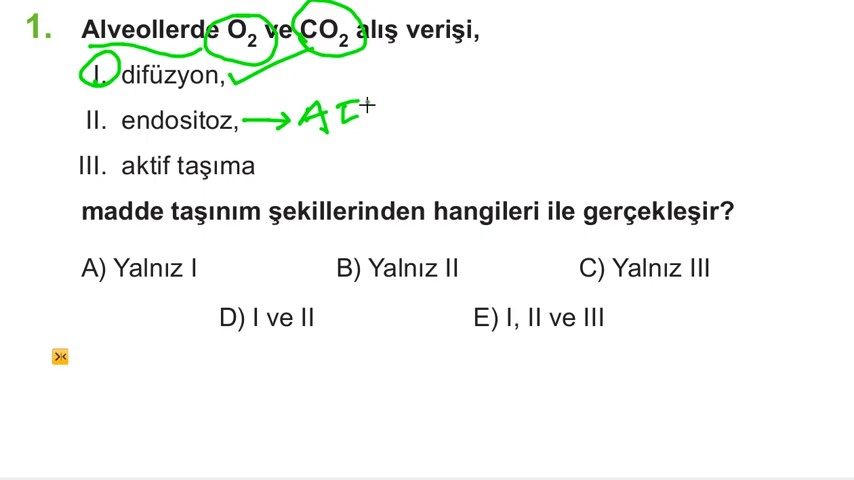 1. Alveollerde O₂ ve CO₂ alış verişi,
I. difüzyon,
II. endositoz, → A
III. aktif taşıma
madde taşınım şekillerinden hangileri ile gerçekleşir?
A) Yalnız I B) Yalnız II C) Yalnız III
D) I ve II E) I, II ve III